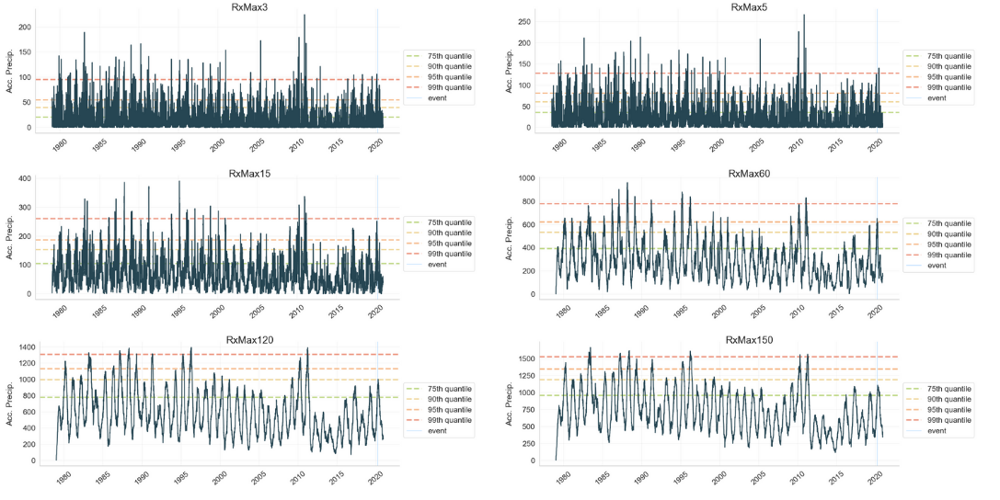 RxMax3
Acc. Precip.
200
150
100
50
0
1980
1985
1990
1995
2000
2005
2010
2015
2020
75th quantile
90th quantile
95th quantile
99th quantile
event
RxMax5
Acc. Precip.
250
200
150
100
50
0
1980
1985
1990
1995
2000
2005
2010
2015
2020
75th quantile
90th quantile
95th quantile
99th quantile
event
RxMax15
Acc. Precip.
400
300
200
100
0
1980
1985
1990
1995
2000
2005
2010
2015
2020
75th quantile
90th quantile
95th quantile
99th quantile
event
RxMax60
Acc. Precip.
1000
800
600
400
200
0
1980
1985
1990
1995
2000
2005
2010
2015
2020
75th quantile
90th quantile
95th quantile
99th quantile
event
RxMax120
Acc. Precip.
1400
1200
1000
800
600
400
200
0
1980
1985
1990
1995
2000
2005
2010
2015
2020
75th quantile
90th quantile
95th quantile
99th quantile
event
RxMax150
Acc. Precip.
1500
1250
1000
750
500
250
0
1980
1985
1990
1995
2000
2005
2010
2015
2020
75th quantile
90th quantile
95th quantile
99th quantile
event